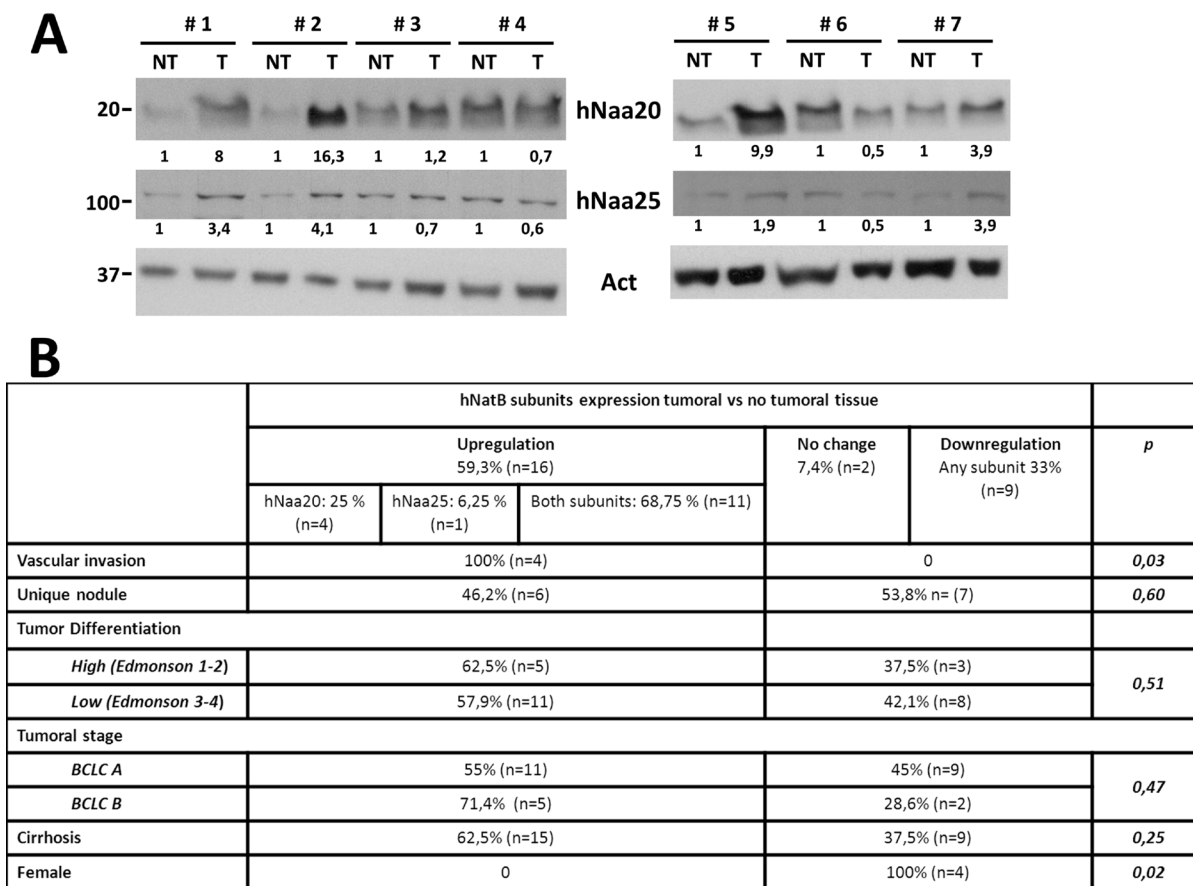 A
# 1 # 2 # 3 # 4 # 5 # 6 # 7
NT T NT T NT T NT T NT T NT T NT T
20 hNaa20
1 8 1 16,3 1 1,2 1 0,7 1 9,9 1 0,5 1 3,9
100 hNaa25
1 3,4 1 4,1 1 0,7 1 0,6 1 1,9 1 0,5 1 3,9
37 Act
B
hNatB subunits expression tumoral vs no tumoral tissue
p
Upregulation
59,3% (n=16)
No change
7,4% (n=2)
Downregulation
Any subunit 33%
(n=9)
hNaa20: 25 %
(n=4)
hNaa25: 6,25 %
(n=1)
Both subunits: 68,75 % (n=11)
Vascular invasion 100% (n=4) 0 0,03
Unique nodule 46,2% (n=6) 53,8% n= (7) 0,60
Tumor Differentiation
High (Edmonson 1-2) 62,5% (n=5) 37,5% (n=3) 0,51
Low (Edmonson 3-4) 57,9% (n=11) 42,1% (n=8)
Tumoral stage
BCLC A 55% (n=11) 45% (n=9) 0,47
BCLC B 71,4% (n=5) 28,6% (n=2)
Cirrhosis 62,5% (n=15) 37,5% (n=9) 0,25
Female 0 100% (n=4) 0,02